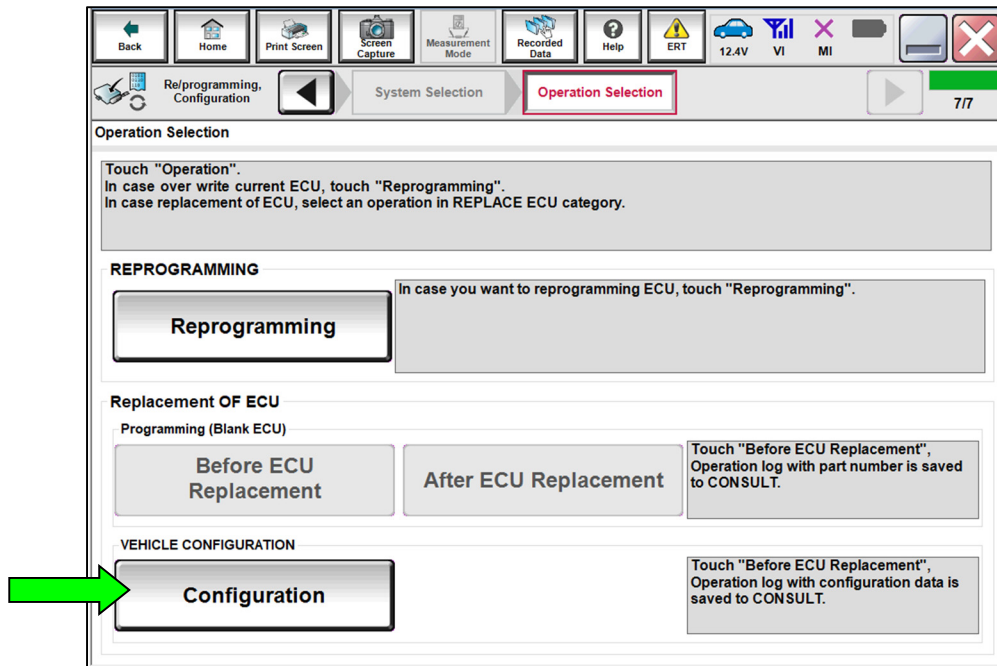 Back
Home
Print Screen
Screen
Capture
Measurement
Mode
Recorded
Data
Help
ERT
12.4V
VI
MI
Re/programming,
Configuration
System Selection
Operation Selection
7/7
Operation Selection
Touch "Operation".
In case over write current ECU, touch "Reprogramming".
In case replacement of ECU, select an operation in REPLACE ECU category.
REPROGRAMMING
Reprogramming
In case you want to reprogramming ECU, touch "Reprogramming".
Replacement OF ECU
Programming (Blank ECU)
Before ECU
Replacement
After ECU Replacement
Touch "Before ECU Replacement",
Operation log with part number is saved
to CONSULT.
VEHICLE CONFIGURATION
Configuration
Touch "Before ECU Replacement",
Operation log with configuration data is
saved to CONSULT.